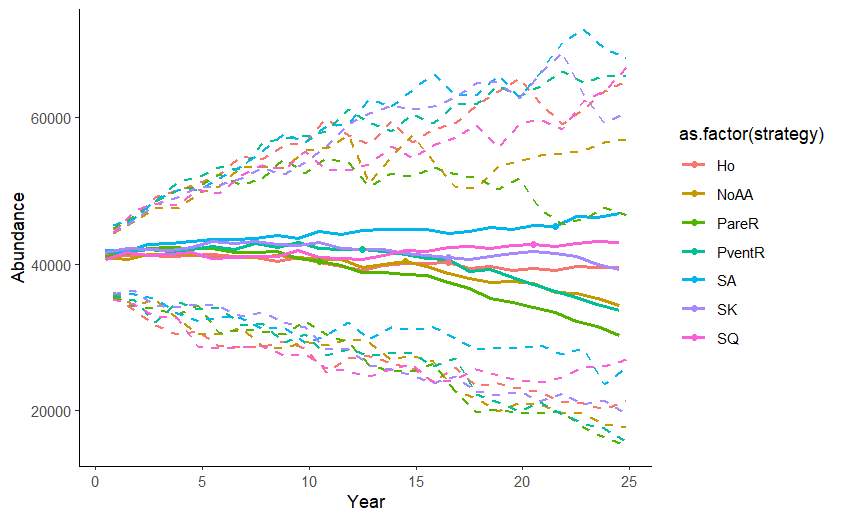 60000
40000
20000
Abundance
0 5 10 15 20 25
Year
as.factor(strategy)
Ho
NoAA
PareR
PventR
SA
SK
SQ